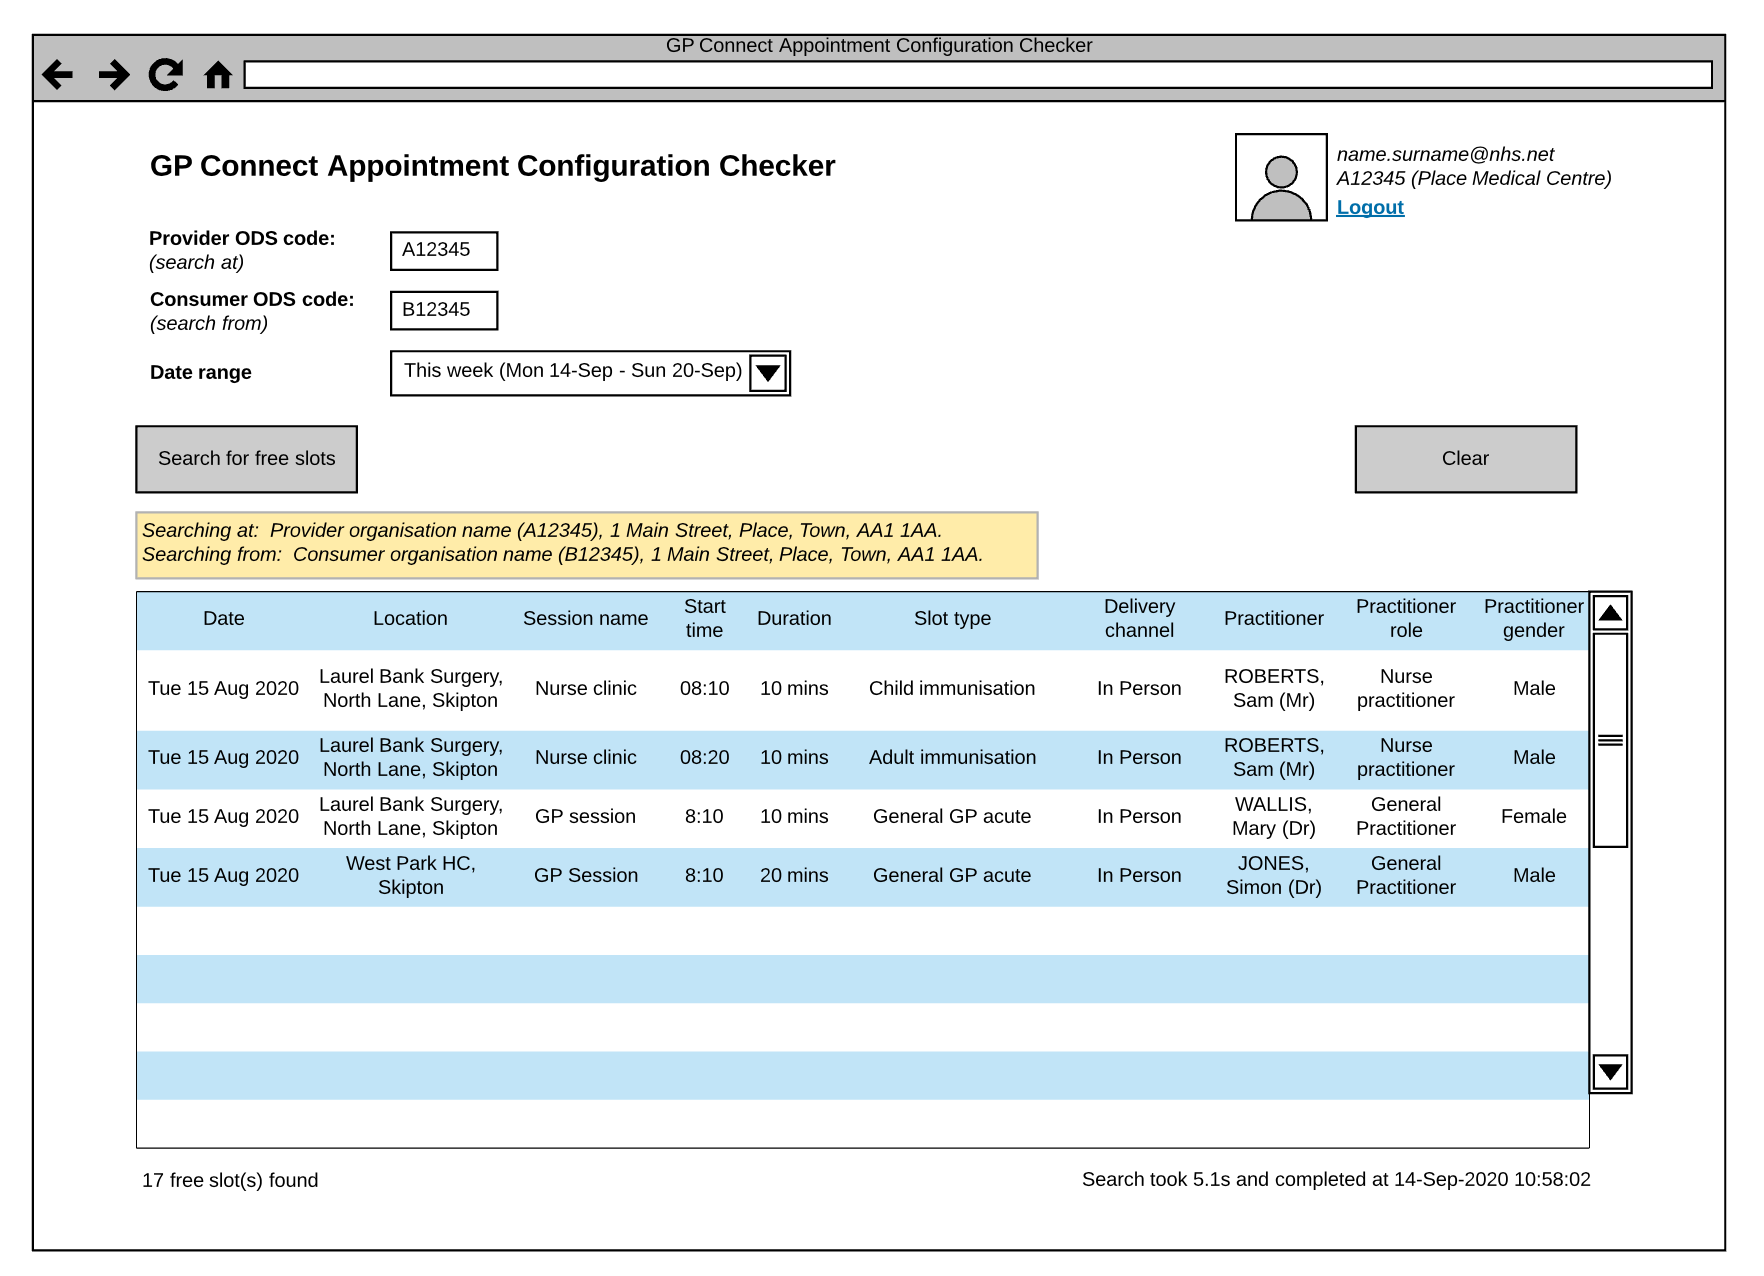 GP Connect Appointment Configuration Checker
GP Connect Appointment Configuration Checker
name.surname@nhs.net
A12345 (Place Medical Centre)
Logout
Provider ODS code:
(search at)
A12345
Consumer ODS code:
(search from)
B12345
Date range
This week (Mon 14-Sep - Sun 20-Sep)
Search for free slots
Clear
Searching at:  Provider organisation name (A12345), 1 Main Street, Place, Town, AA1 1AA.
Searching from:  Consumer organisation name (B12345), 1 Main Street, Place, Town, AA1 1AA.
Date
Location
Session name
Start
time
Duration
Slot type
Delivery
channel
Practitioner
Practitioner
role
Practitioner
gender
Tue 15 Aug 2020
Laurel Bank Surgery,
North Lane, Skipton
Nurse clinic
08:10
10 mins
Child immunisation
In Person
ROBERTS,
Sam (Mr)
Nurse
practitioner
Male
Tue 15 Aug 2020
Laurel Bank Surgery,
North Lane, Skipton
Nurse clinic
08:20
10 mins
Adult immunisation
In Person
ROBERTS,
Sam (Mr)
Nurse
practitioner
Male
Tue 15 Aug 2020
Laurel Bank Surgery,
North Lane, Skipton
GP session
8:10
10 mins
General GP acute
In Person
WALLIS,
Mary (Dr)
General
Practitioner
Female
Tue 15 Aug 2020
West Park HC,
Skipton
GP Session
8:10
20 mins
General GP acute
In Person
JONES,
Simon (Dr)
General
Practitioner
Male
17 free slot(s) found
Search took 5.1s and completed at 14-Sep-2020 10:58:02